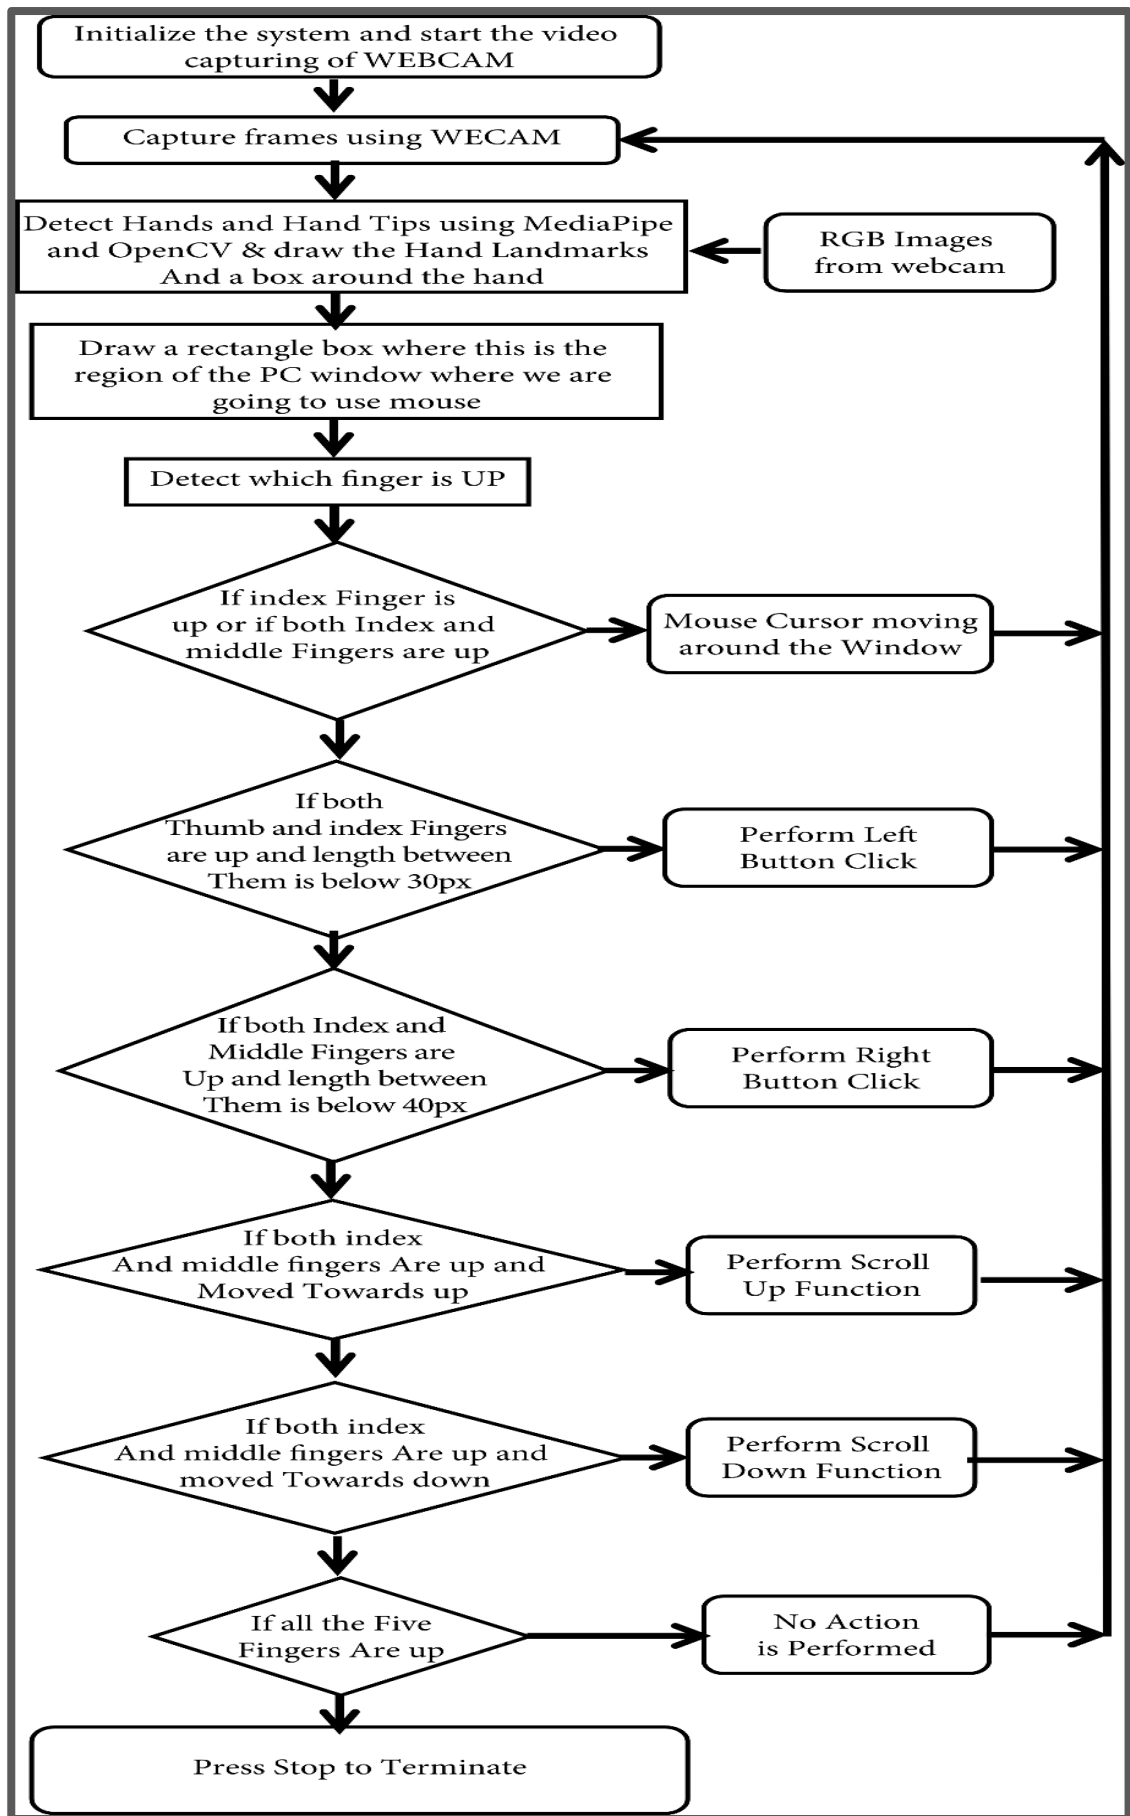 Initialize the system and start the video
capturing of WEBCAM
Capture frames using WECAM
Detect Hands and Hand Tips using MediaPipe
and OpenCV & draw the Hand Landmarks
And a box around the hand
RGB Images
from webcam
Draw a rectangle box where this is the
region of the PC window where we are
going to use mouse
Detect which finger is UP
If index Finger is
up or if both Index and
middle Fingers are up
Mouse Cursor moving
around the Window
If both
Thumb and index Fingers
are up and length between
Them is below 30px
Perform Left
Button Click
If both Index and
Middle Fingers are
Up and length between
Them is below 40px
Perform Right
Button Click
If both index
And middle fingers Are up and
Moved Towards up
Perform Scroll
Up Function
If both index
And middle fingers Are up and
moved Towards down
Perform Scroll
Down Function
If all the Five
Fingers Are up
No Action
is Performed
Press Stop to Terminate